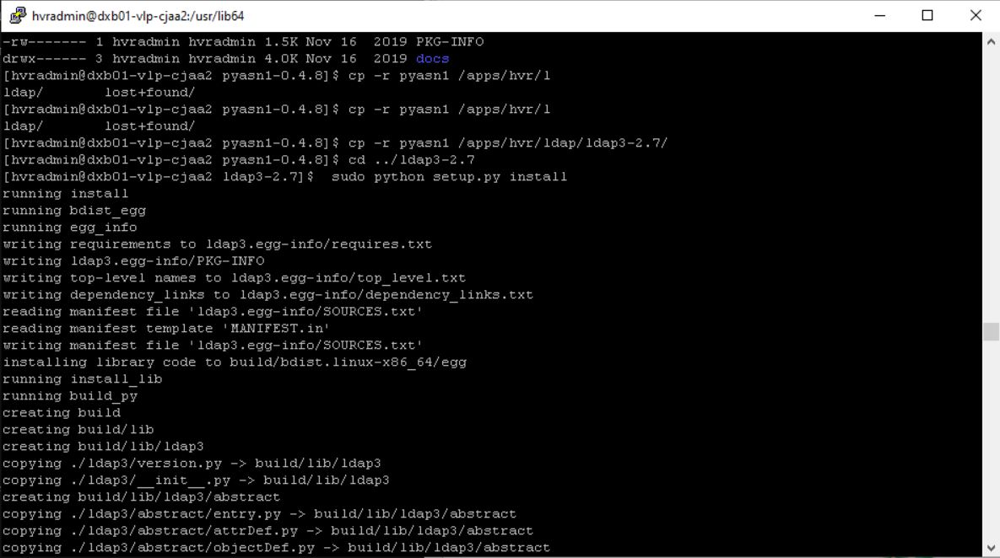 hvradmin@dxb01-vlp-cjaa2:/usr/lib64
-rw------- 1 hvradmin hvradmin 1.5K Nov 16  2019 PKG-INFO
drwx------ 3 hvradmin hvradmin 4.0K Nov 16  2019 docs
[hvradmin@dxb01-vlp-cjaa2 pyasn1-0.4.8]$ cp -r pyasn1 /apps/hvr/l
ldap/       lost+found/
[hvradmin@dxb01-vlp-cjaa2 pyasn1-0.4.8]$ cp -r pyasn1 /apps/hvr/l
ldap/       lost+found/
[hvradmin@dxb01-vlp-cjaa2 pyasn1-0.4.8]$ cp -r pyasn1 /apps/hvr/ldap/ldap3-2.7/
[hvradmin@dxb01-vlp-cjaa2 pyasn1-0.4.8]$ cd ../ldap3-2.7
[hvradmin@dxb01-vlp-cjaa2 ldap3-2.7]$  sudo python setup.py install
running install
running bdist_egg
running egg_info
writing requirements to ldap3.egg-info/requires.txt
writing ldap3.egg-info/PKG-INFO
writing top-level names to ldap3.egg-info/top_level.txt
writing dependency_links to ldap3.egg-info/dependency_links.txt
reading manifest file 'ldap3.egg-info/SOURCES.txt'
reading manifest template 'MANIFEST.in'
writing manifest file 'ldap3.egg-info/SOURCES.txt'
installing library code to build/bdist.linux-x86_64/egg
running install_lib
running build_py
creating build
creating build/lib
creating build/lib/ldap3
copying ./ldap3/version.py -> build/lib/ldap3
copying ./ldap3/__init__.py -> build/lib/ldap3
creating build/lib/ldap3/abstract
copying ./ldap3/abstract/entry.py -> build/lib/ldap3/abstract
copying ./ldap3/abstract/attrDef.py -> build/lib/ldap3/abstract
copying ./ldap3/abstract/objectDef.py -> build/lib/ldap3/abstract